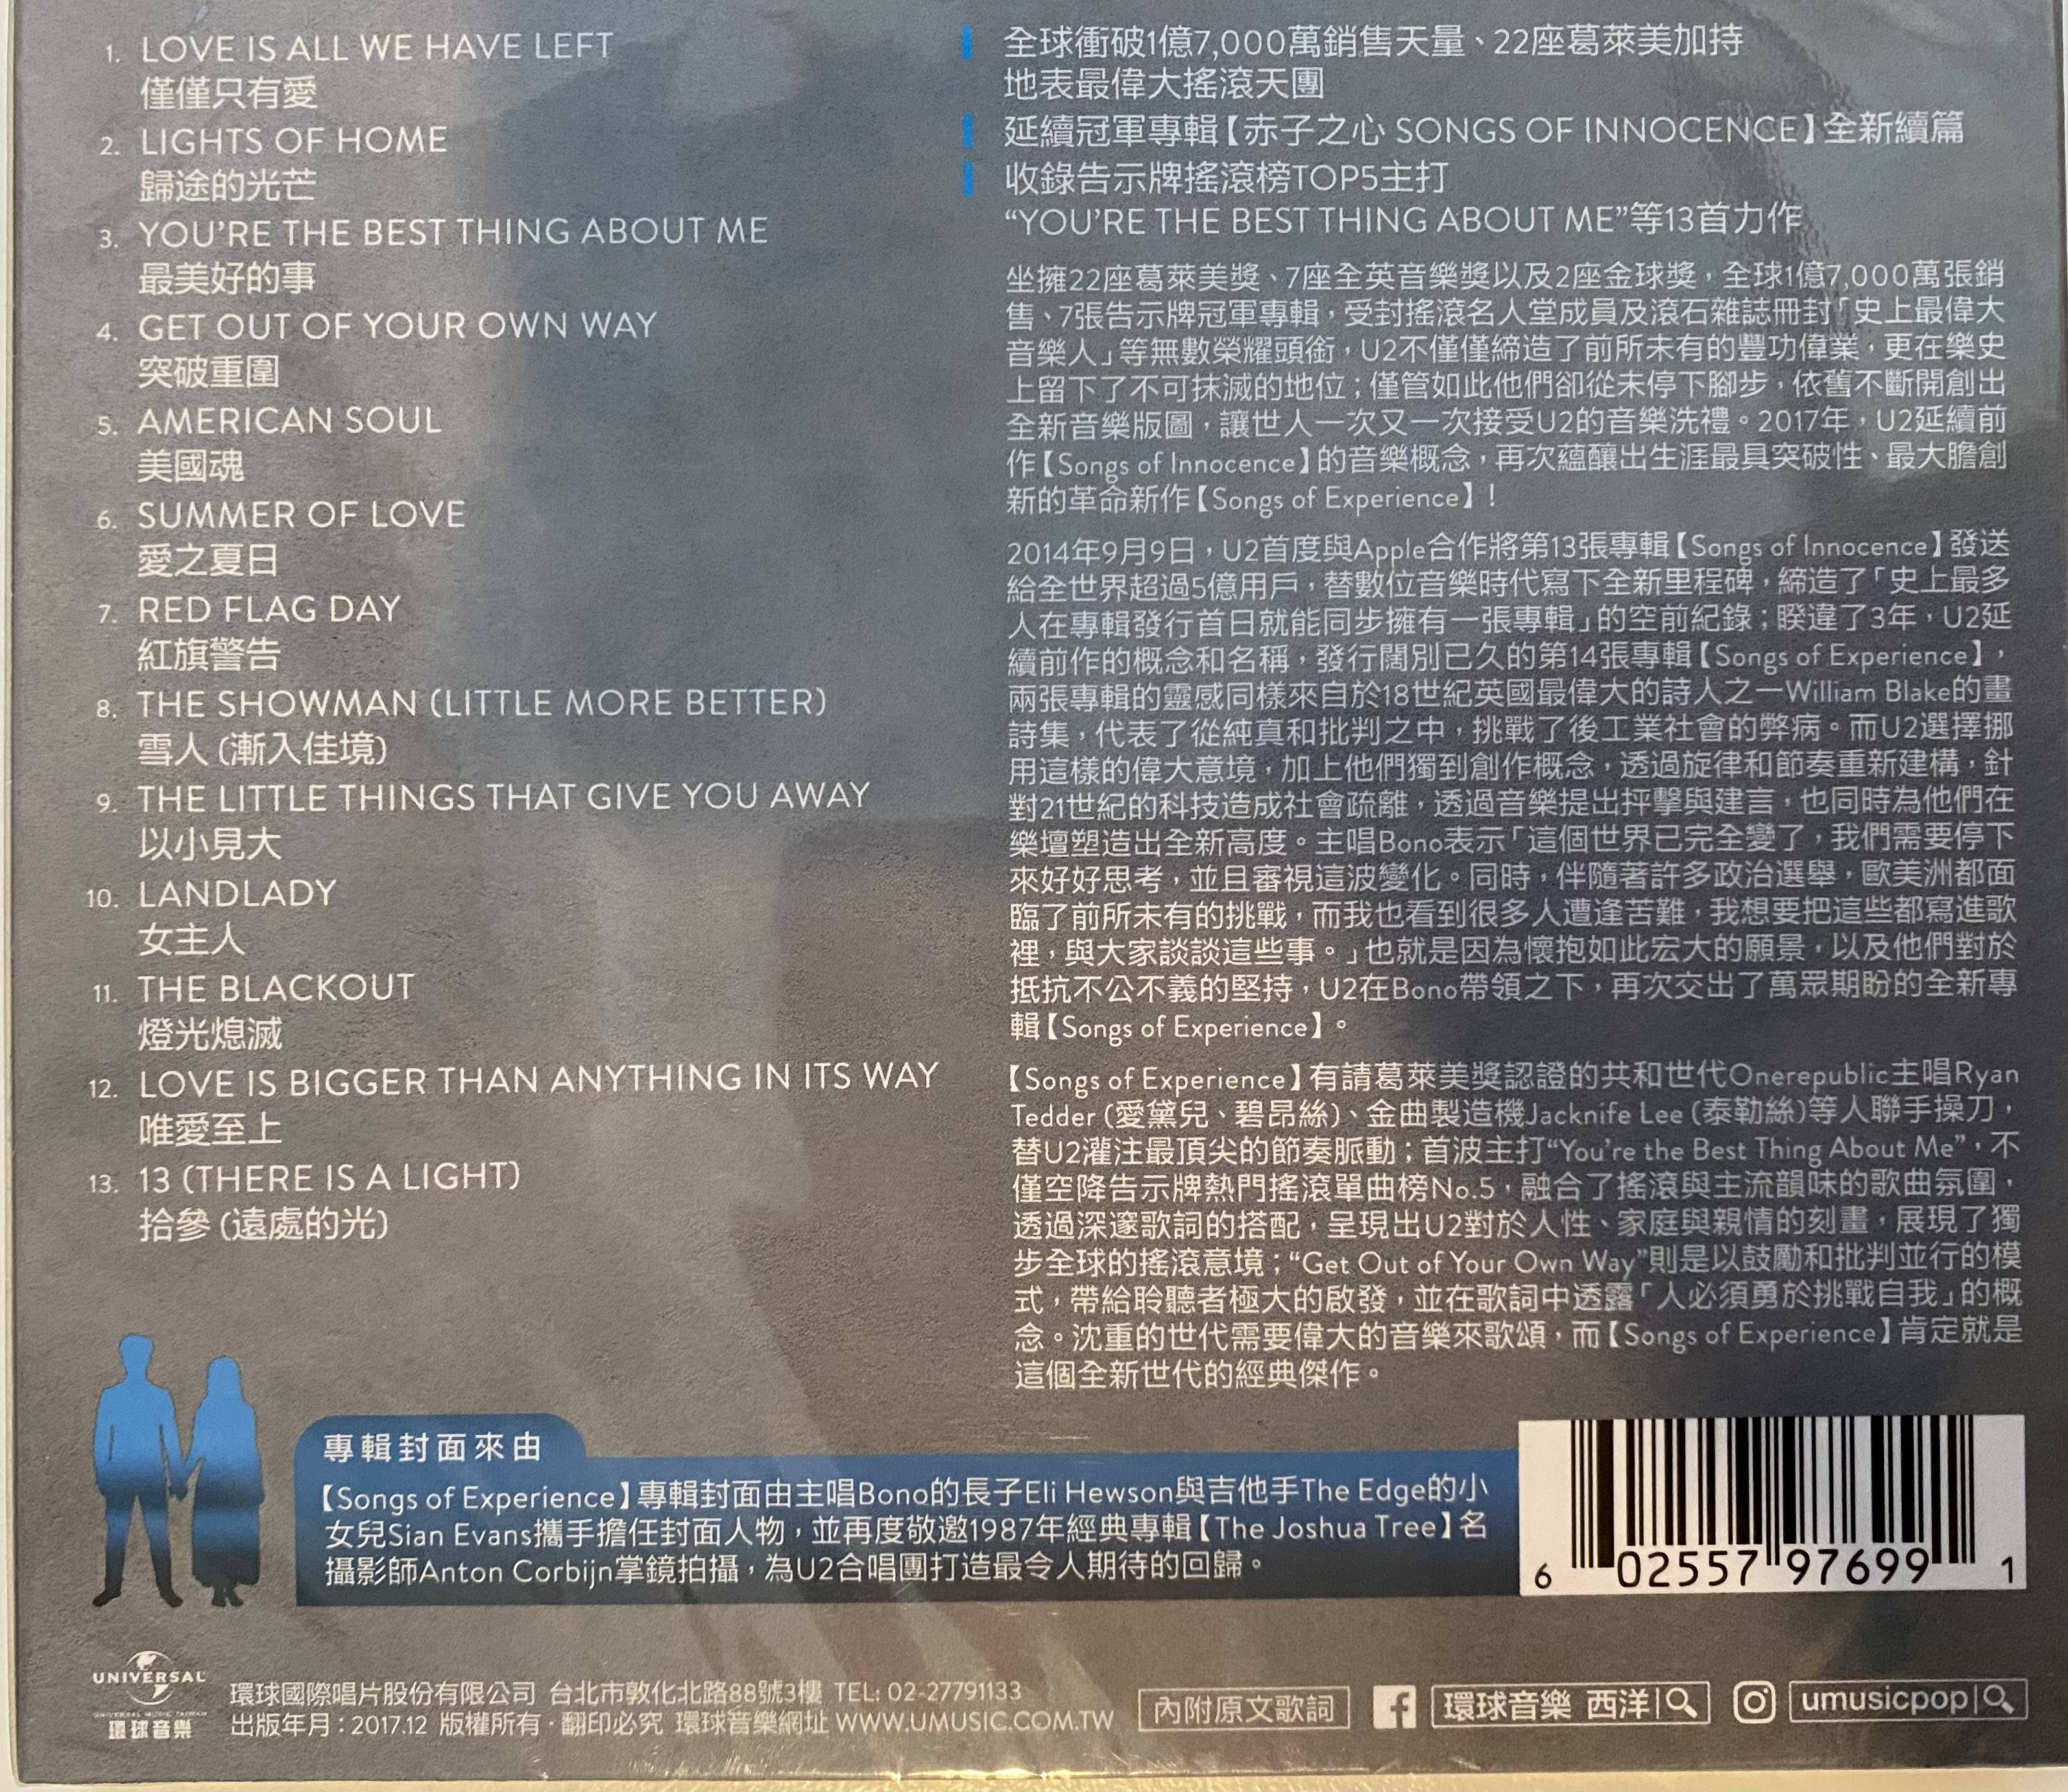 1. LOVE IS ALL WE HAVE LEFT
僅僅只有愛
2. LIGHTS OF HOME
歸途的光芒
3. YOU'RE THE BEST THING ABOUT ME
最美好的事
4. GET OUT OF YOUR OWN WAY
突破重圍
5. AMERICAN SOUL
美國魂
6. SUMMER OF LOVE
愛之夏日
7. RED FLAG DAY
紅旗警告
8. THE SHOWMAN (LITTLE MORE BETTER)
雪人 (漸入佳境)
9. THE LITTLE THINGS THAT GIVE YOU AWAY
以小見大
10. LANDLADY
女主人
11. THE BLACKOUT
燈光熄滅
12. LOVE IS BIGGER THAN ANYTHING IN ITS WAY
唯愛至上
13. 13 (THERE IS A LIGHT)
拾參 (遠處的光)
全球衝破1億7,000萬銷售天量、22座葛萊美加持
地表最偉大搖滾天團
延續冠軍專輯【赤子之心 SONGS OF INNOCENCE】全新續篇
收錄告示牌搖滾榜TOP5主打
“YOU'RE THE BEST THING ABOUT ME”等13首力作
坐擁22座葛萊美獎、7座全英音樂獎以及2座金球獎，全球1億7,000萬張銷
售、7張告示牌冠軍專輯，受封搖滾名人堂成員及滾石雜誌冊封「史上最偉大
音樂人」等無數榮耀頭銜，U2不僅僅締造了前所未有的豐功偉業，更在樂史
上留下了不可抹滅的地位；僅管如此他們卻從未停下腳步，依舊不斷開創出
全新音樂版圖，讓世人一次又一次接受U2的音樂洗禮。2017年，U2延續前
作【Songs of Innocence】的音樂概念，再次蘊釀出生涯最具突破性、最大膽創
新的革命新作【Songs of Experience】！
2014年9月9日，U2首度與Apple合作將第13張專輯【Songs of Innocence】發送
給全世界超過5億用戶，替數位音樂時代寫下全新里程碑，締造了「史上最多
人在專輯發行首日就能同步擁有一張專輯」的空前紀錄；睽違了3年，U2延
續前作的概念和名稱，發行闊別已久的第14張專輯【Songs of Experience】，
兩張專輯的靈感同樣來自於18世紀英國最偉大的詩人之一William Blake的畫
詩集，代表了從純真和批判之中，挑戰了後工業社會的弊病。而U2選擇挪
用這樣的偉大意境，加上他們獨到創作概念，透過旋律和節奏重新建構，針
對21世紀的科技造成社會疏離，透過音樂提出抨擊與建言，也同時為他們在
樂壇塑造出全新高度。主唱Bono表示「這個世界已完全變了，我們需要停下
來好好思考，並且審視這波變化。同時，伴隨著許多政治選舉，歐美洲都面
臨了前所未有的挑戰，而我也看到很多人遭逢苦難，我想要把這些都寫進歌
裡，與大家談談這些事。」也就是因為懷抱如此宏大的願景，以及他們對於
抵抗不公不義的堅持，U2在Bono帶領之下，再次交出了萬眾期盼的全新專
輯【Songs of Experience】。
【Songs of Experience】有請葛萊美獎認證的共和世代Onerepublic主唱Ryan
Tedder (愛黛兒、碧昂絲)、金曲製造機Jacknife Lee (泰勒絲)等人聯手操刀，
替U2灌注最頂尖的節奏脈動；首波主打“You're the Best Thing About Me”，不
僅空降告示牌熱門搖滾單曲榜No.5，融合了搖滾與主流韻味的歌曲氛圍，
透過深邃歌詞的搭配，呈現出U2對於人性、家庭與親情的刻畫，展現了獨
步全球的搖滾意境；“Get Out of Your Own Way”則是以鼓勵和批判並行的模
式，帶給聆聽者極大的啟發，並在歌詞中透露「人必須勇於挑戰自我」的概
念。沈重的世代需要偉大的音樂來歌頌，而【Songs of Experience】肯定就是
這個全新世代的經典傑作。
專輯封面來由
【Songs of Experience】專輯封面由主唱Bono的長子Eli Hewson與吉他手The Edge的小
女兒Sian Evans攜手擔任封面人物，並再度敬邀1987年經典專輯【The Joshua Tree】名
攝影師Anton Corbijn掌鏡拍攝，為U2合唱團打造最令人期待的回歸。
6 02557 97699 1
UNIVERSAL
UNIVERSAL MUSIC TAIWAN
環球音樂
環球國際唱片股份有限公司 台北市敦化北路88號3樓 TEL: 02-27791133
出版年月：2017.12 版權所有·翻印必究 環球音樂網址 WWW.UMUSIC.COM.TW
內附原文歌詞
環球音樂 西洋
umusicpop